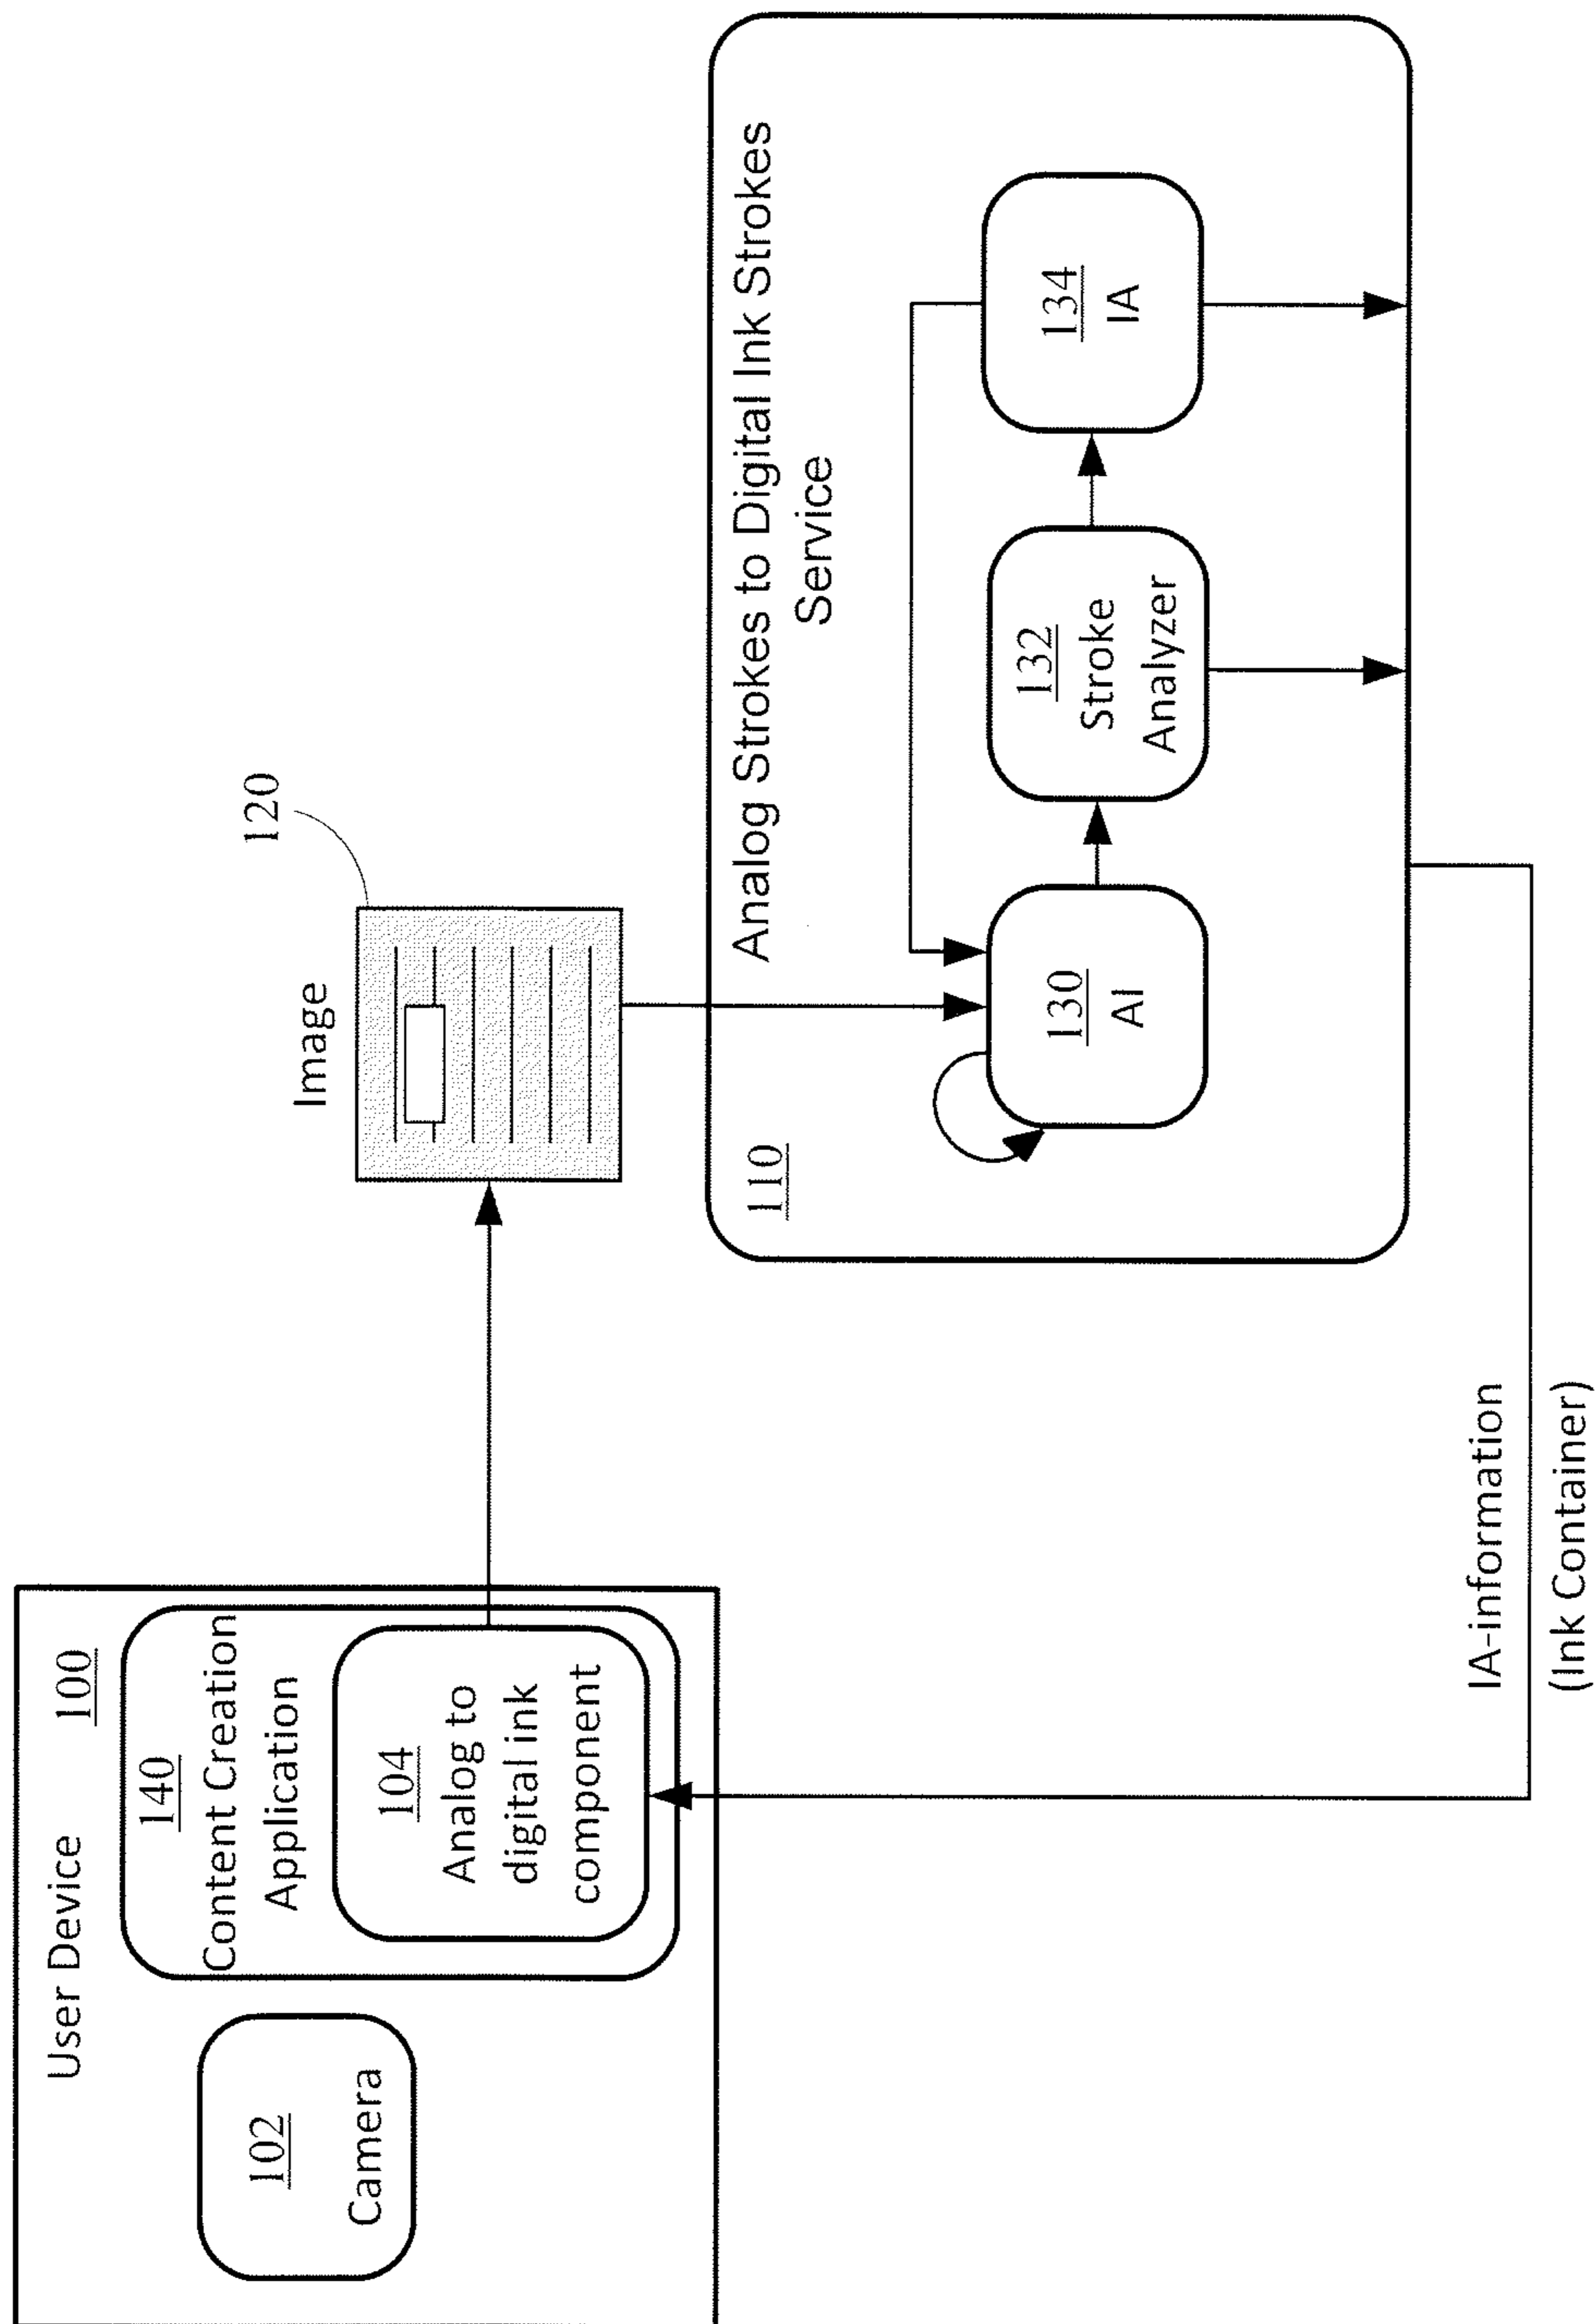 User Device
100
102
Camera
140
Content Creation
Application
104
Analog to
digital ink
component
Image
120
110
Analog Strokes to Digital Ink Strokes
Service
130
AI
132
Stroke
Analyzer
134
IA
IA-information
(Ink Container)